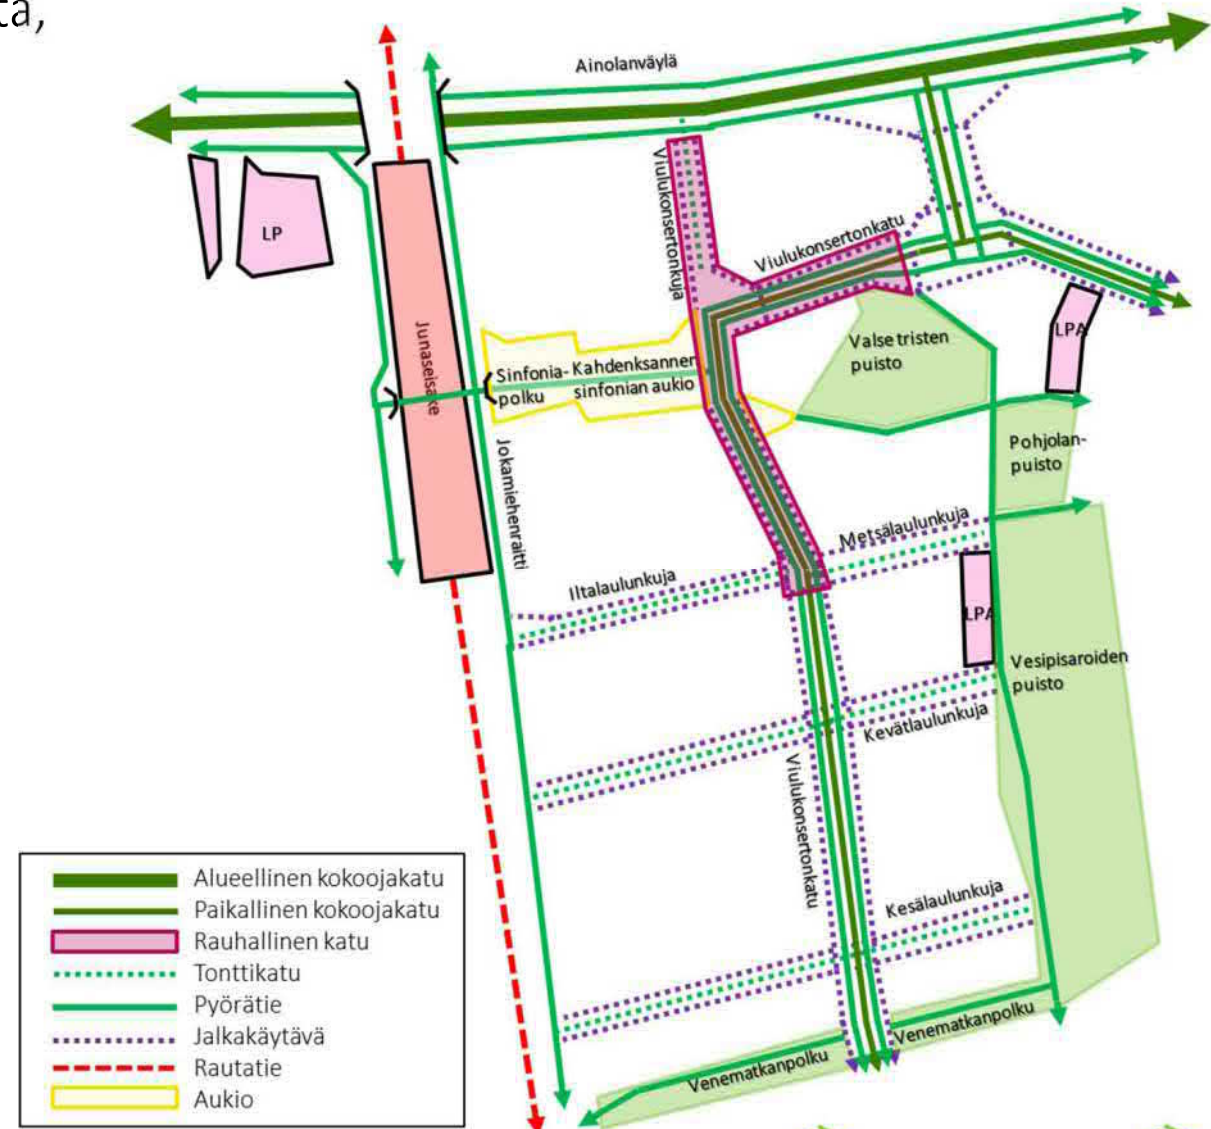 ta,
Ainolanväylä
Viulukonsertonkuja
Viulukonsertonkatu
LP
LPA
Junaseisake
Valse tristen
puisto
Sinfonia-
polku
Kahdenksannen
sinfonian aukio
Pohjolan-
puisto
Jokamiehenraitti
Metsälaulunkuja
Iltalaulunkuja
LPA
Vesipisaroiden
puisto
Kevätlaulunkuja
Viulukonsertonkatu
Kesälaulunkuja
Venematkanpolku
Venematkanpolku
Alueellinen kokoojakatu
Paikallinen kokoojakatu
Rauhallinen katu
Tonttikatu
Pyörätie
Jalkakäytävä
Rautatie
Aukio